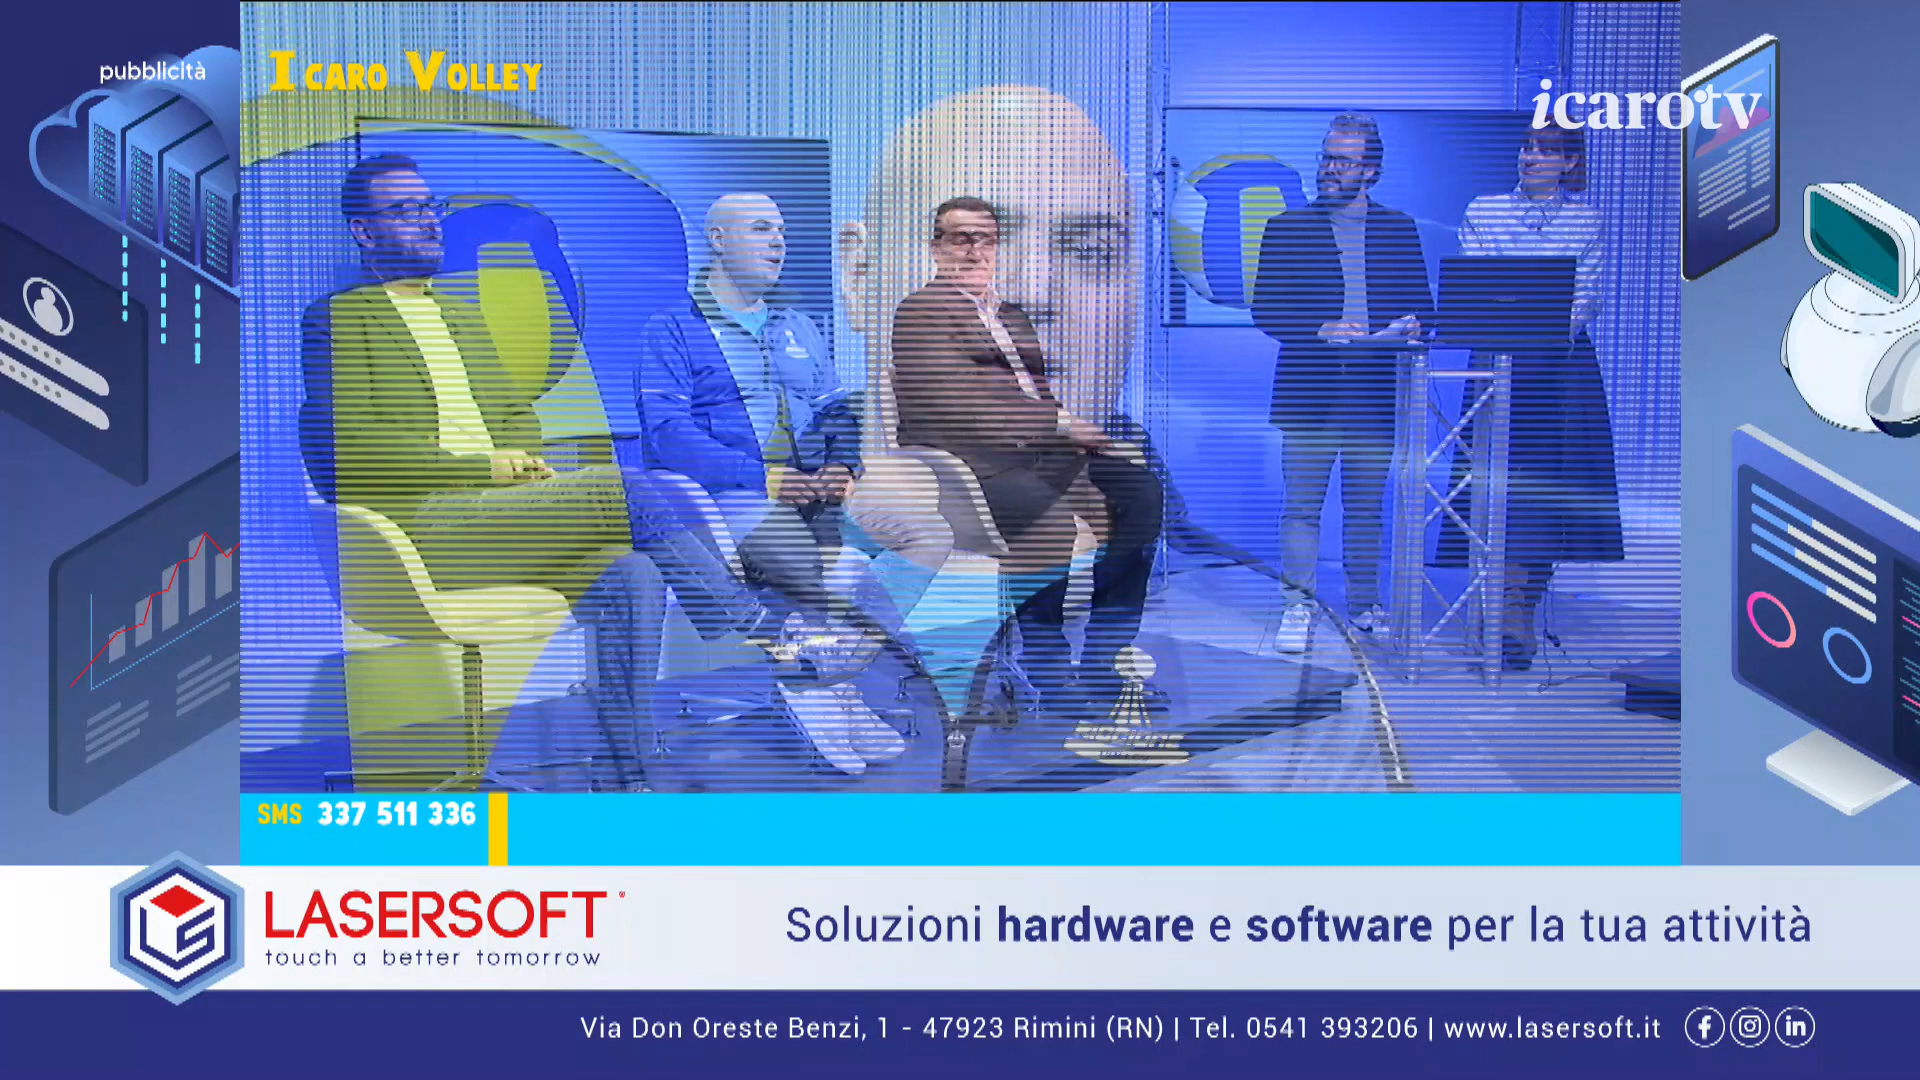 pubblicità
ICARO VOLLEY
icarotv
SMS 337 511 336
LASERSOFT
touch a better tomorrow
Soluzioni hardware e software per la tua attività
Via Don Oreste Benzi, 1 - 47923 Rimini (RN) | Tel. 0541 393206 | www.lasersoft.it